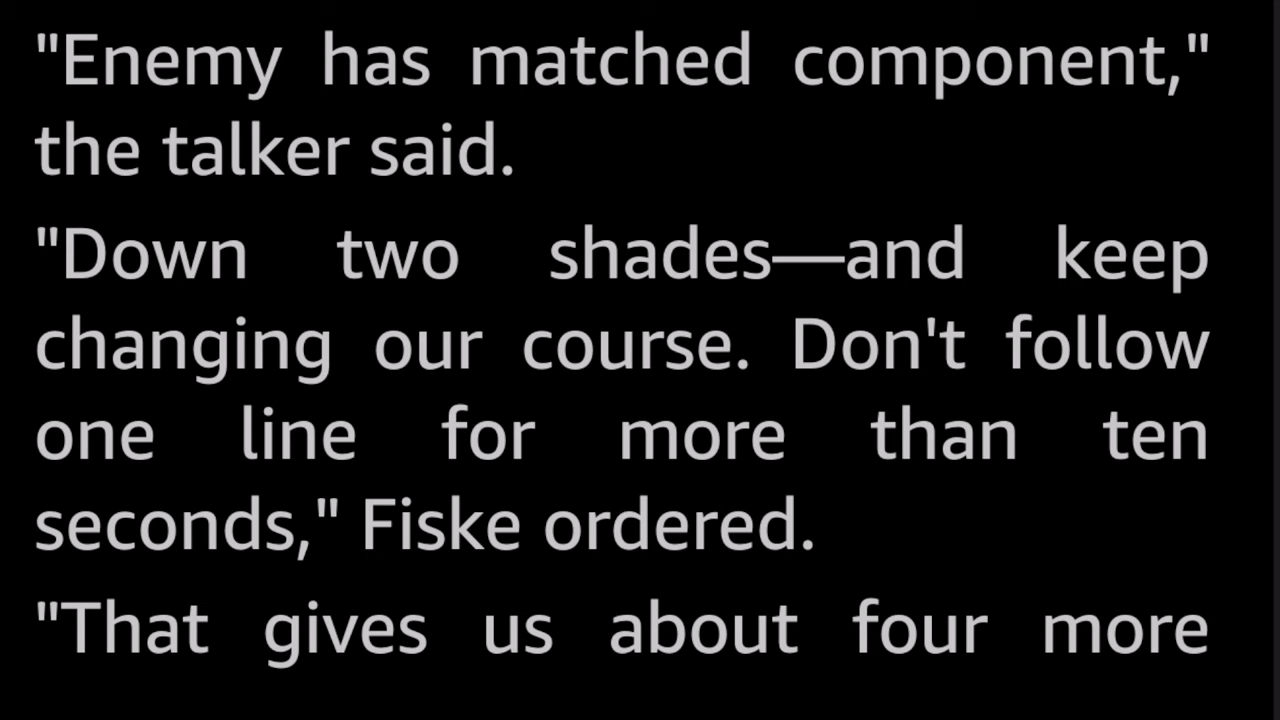 "Enemy has matched component,"
the talker said.
"Down two shades—and keep
changing our course. Don't follow
one line for more than ten
seconds," Fiske ordered.
"That gives us about four more